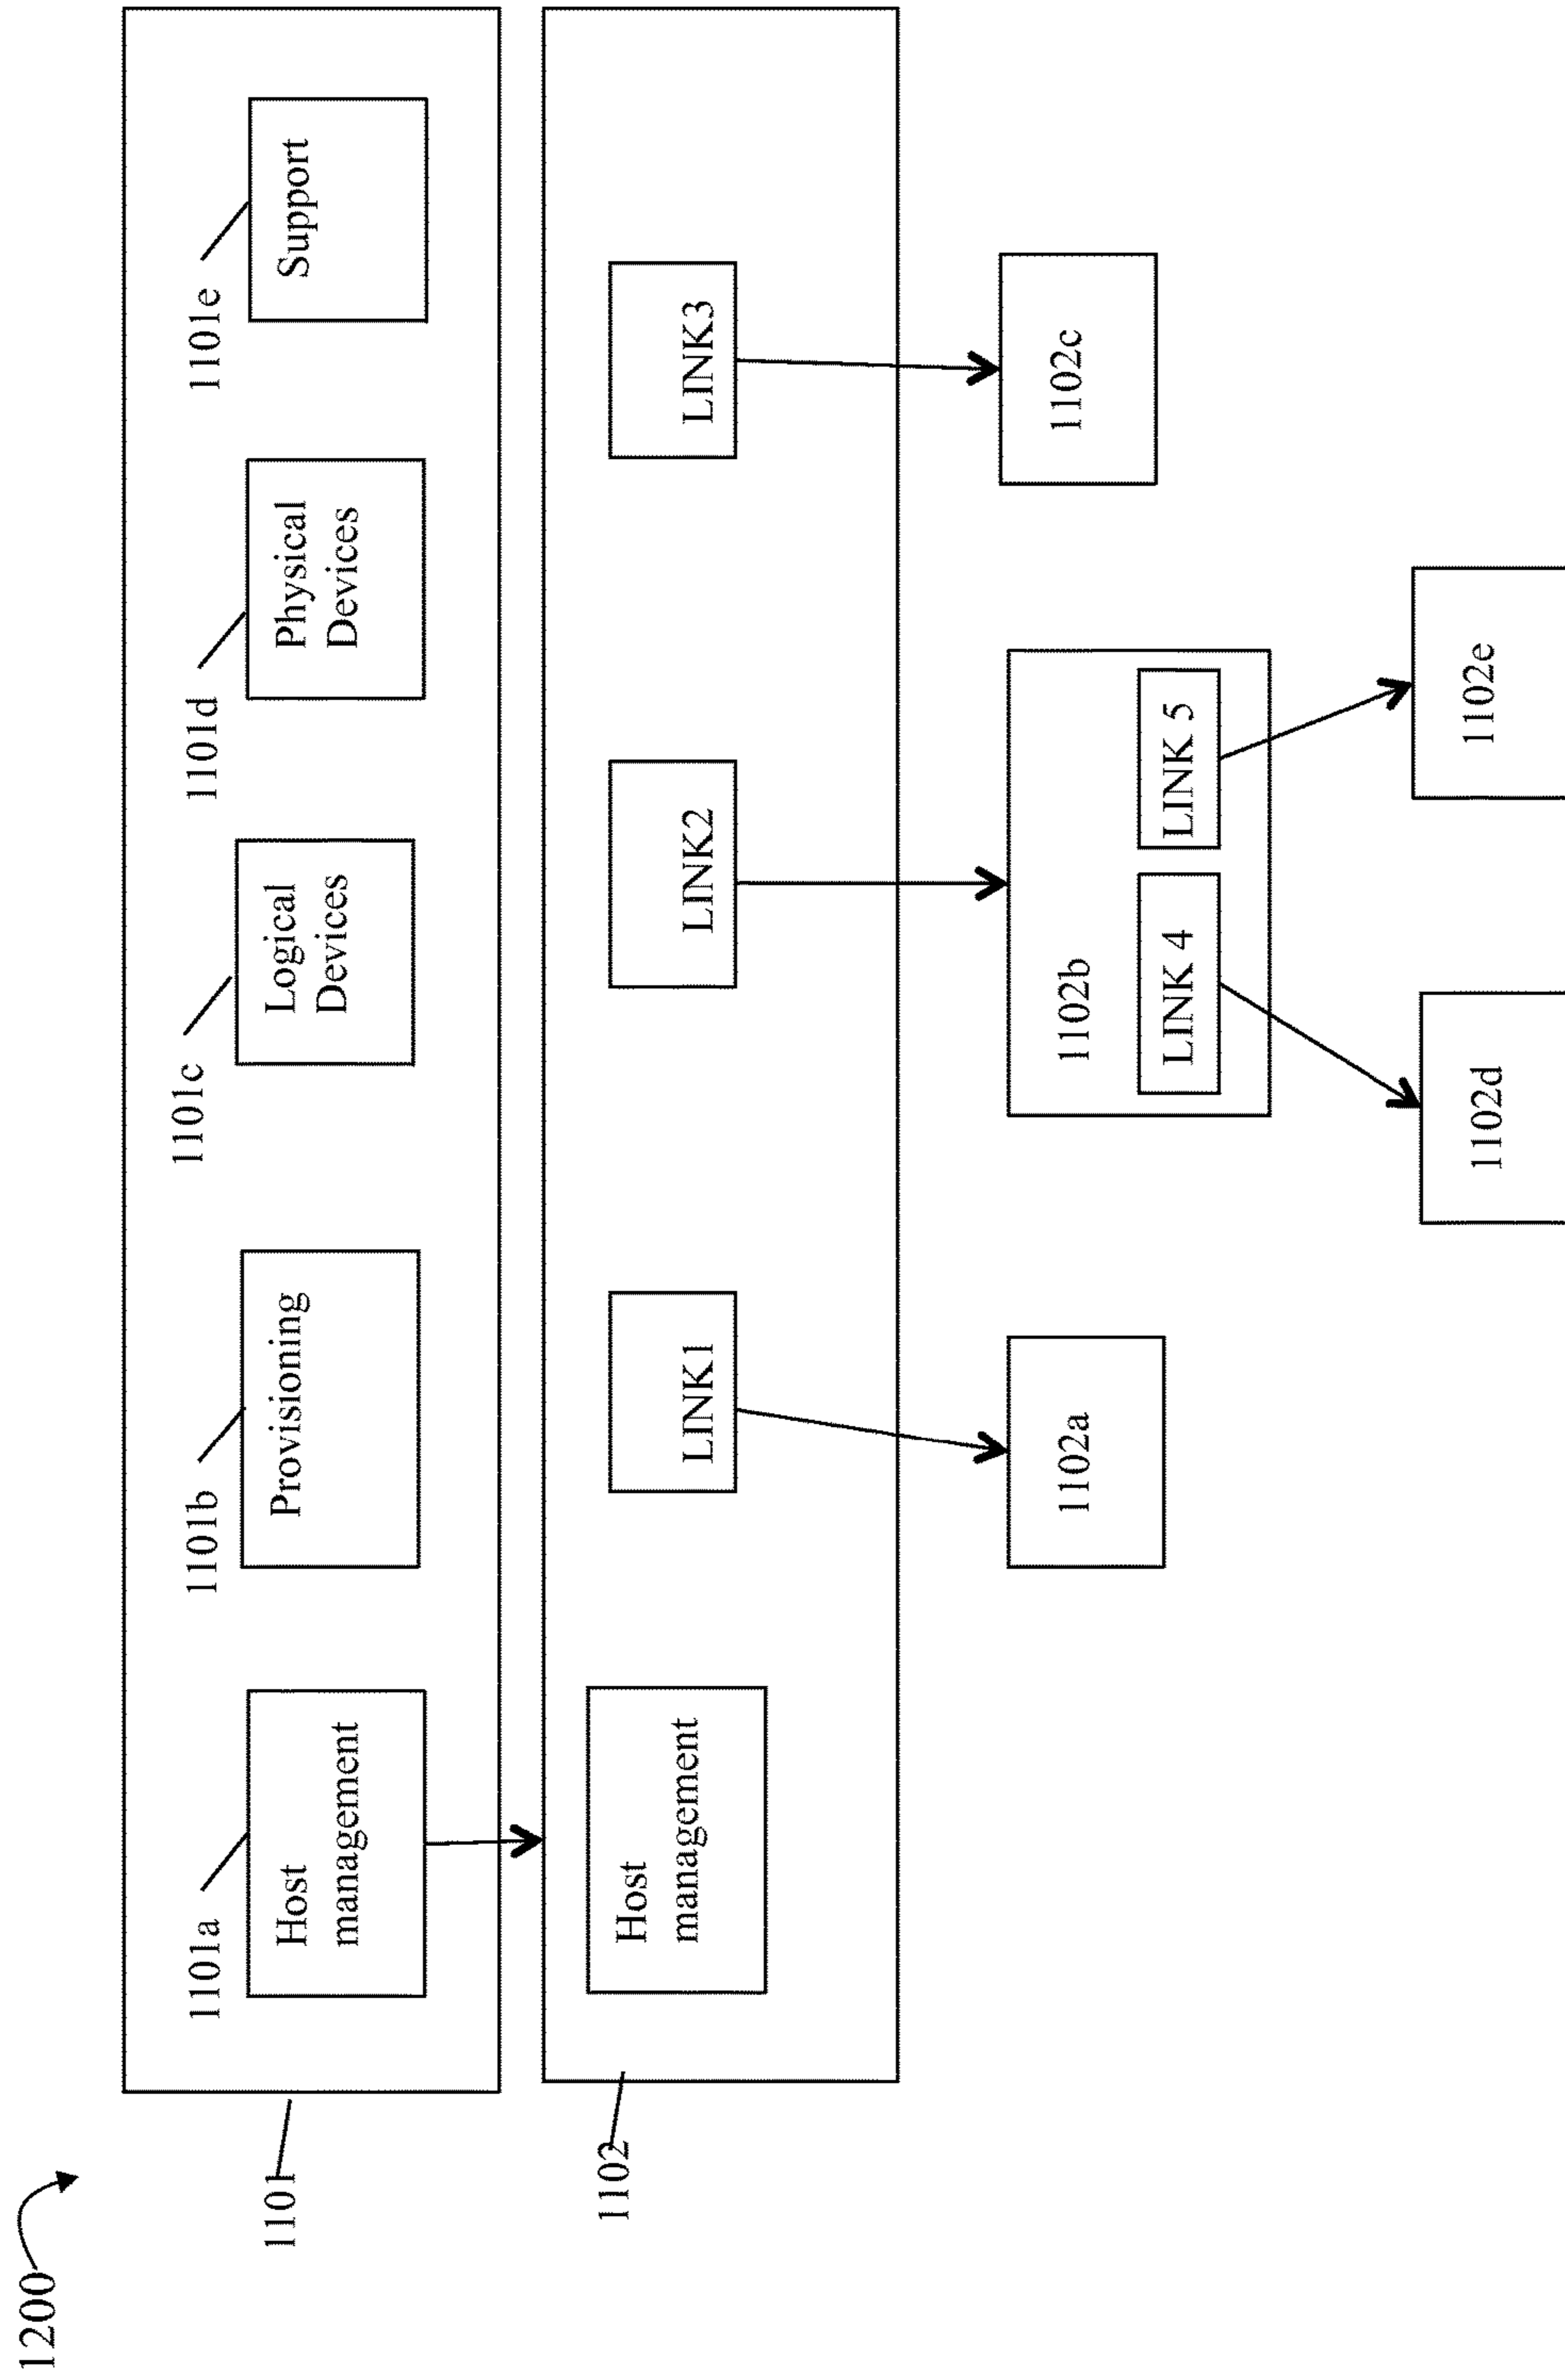 1200
1101
1101a
1101b
1101c
1101d
1101e
Host
management
Provisioning
Logical
Devices
Physical
Devices
Support
1102
Host
management
LINK1
LINK2
LINK3
1102a
1102b
LINK 4
LINK 5
1102c
1102d
1102e